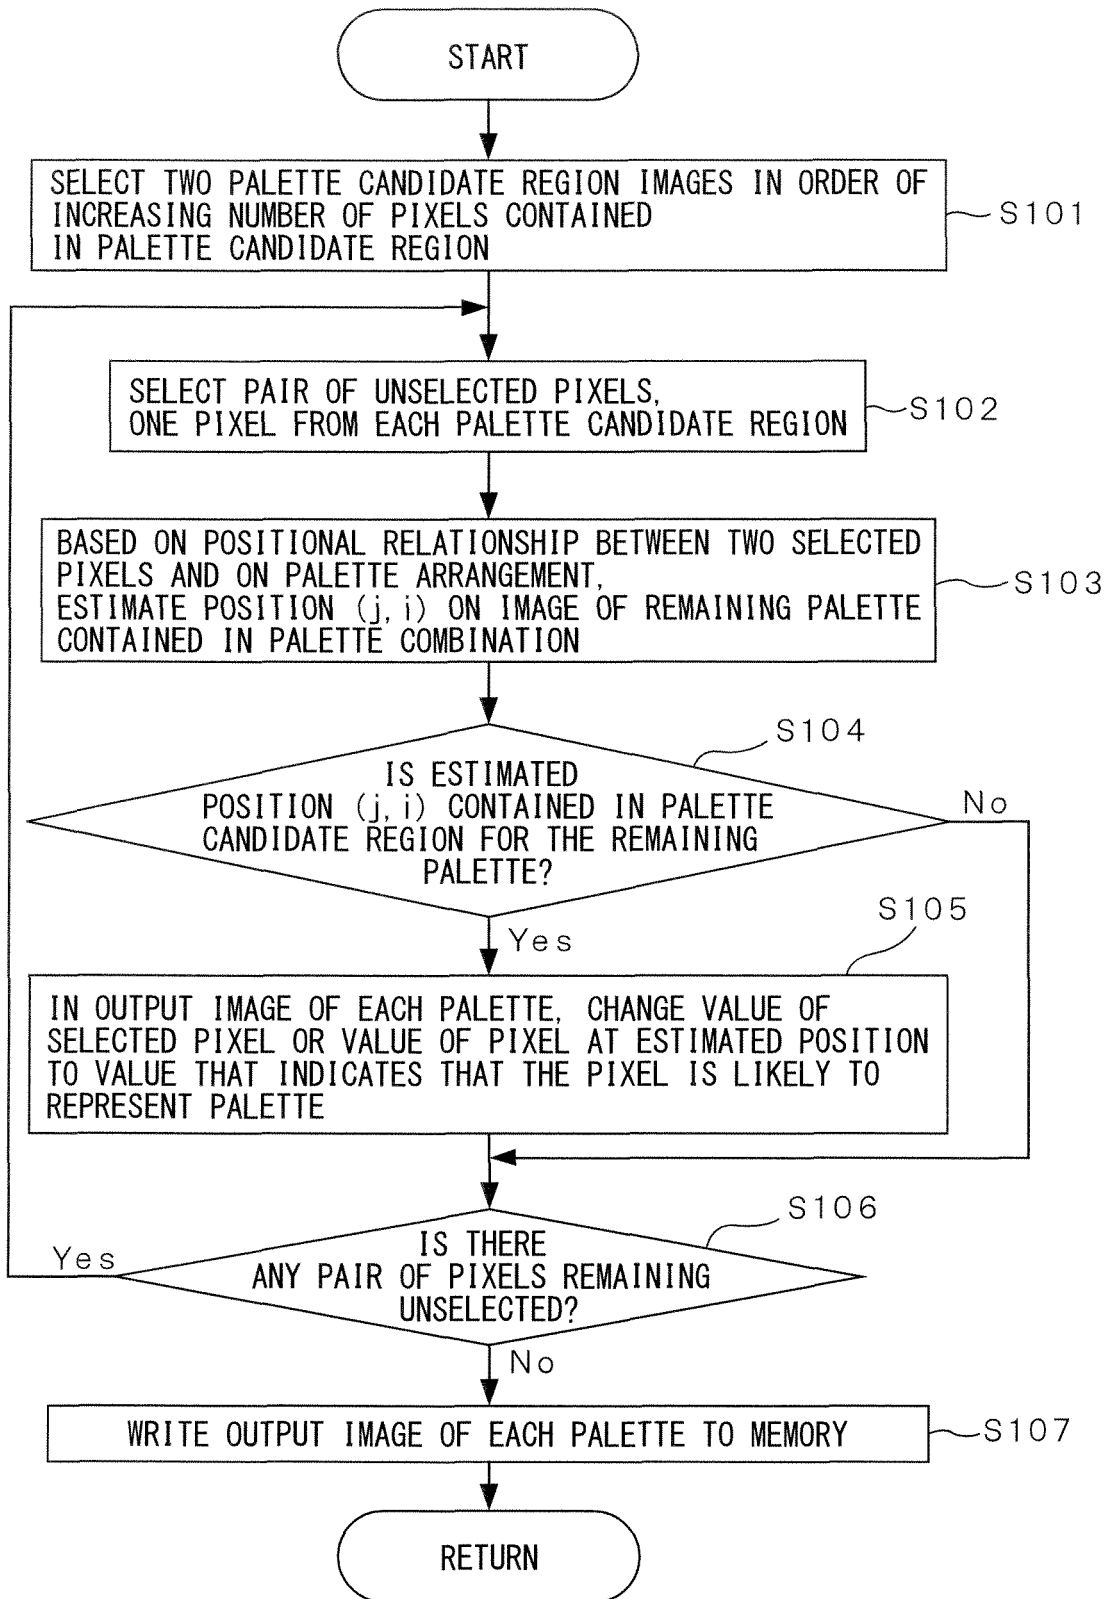 START
SELECT TWO PALETTE CANDIDATE REGION IMAGES IN ORDER OF
INCREASING NUMBER OF PIXELS CONTAINED
IN PALETTE CANDIDATE REGION
S101
SELECT PAIR OF UNSELECTED PIXELS,
ONE PIXEL FROM EACH PALETTE CANDIDATE REGION
S102
BASED ON POSITIONAL RELATIONSHIP BETWEEN TWO SELECTED
PIXELS AND ON PALETTE ARRANGEMENT,
ESTIMATE POSITION (j, i) ON IMAGE OF REMAINING PALETTE
CONTAINED IN PALETTE COMBINATION
S103
S104
IS ESTIMATED
POSITION (j, i) CONTAINED IN PALETTE
CANDIDATE REGION FOR THE REMAINING
PALETTE?
No
Yes
S105
IN OUTPUT IMAGE OF EACH PALETTE, CHANGE VALUE OF
SELECTED PIXEL OR VALUE OF PIXEL AT ESTIMATED POSITION
TO VALUE THAT INDICATES THAT THE PIXEL IS LIKELY TO
REPRESENT PALETTE
S106
IS THERE
ANY PAIR OF PIXELS REMAINING
UNSELECTED?
Yes
No
WRITE OUTPUT IMAGE OF EACH PALETTE TO MEMORY
S107
RETURN